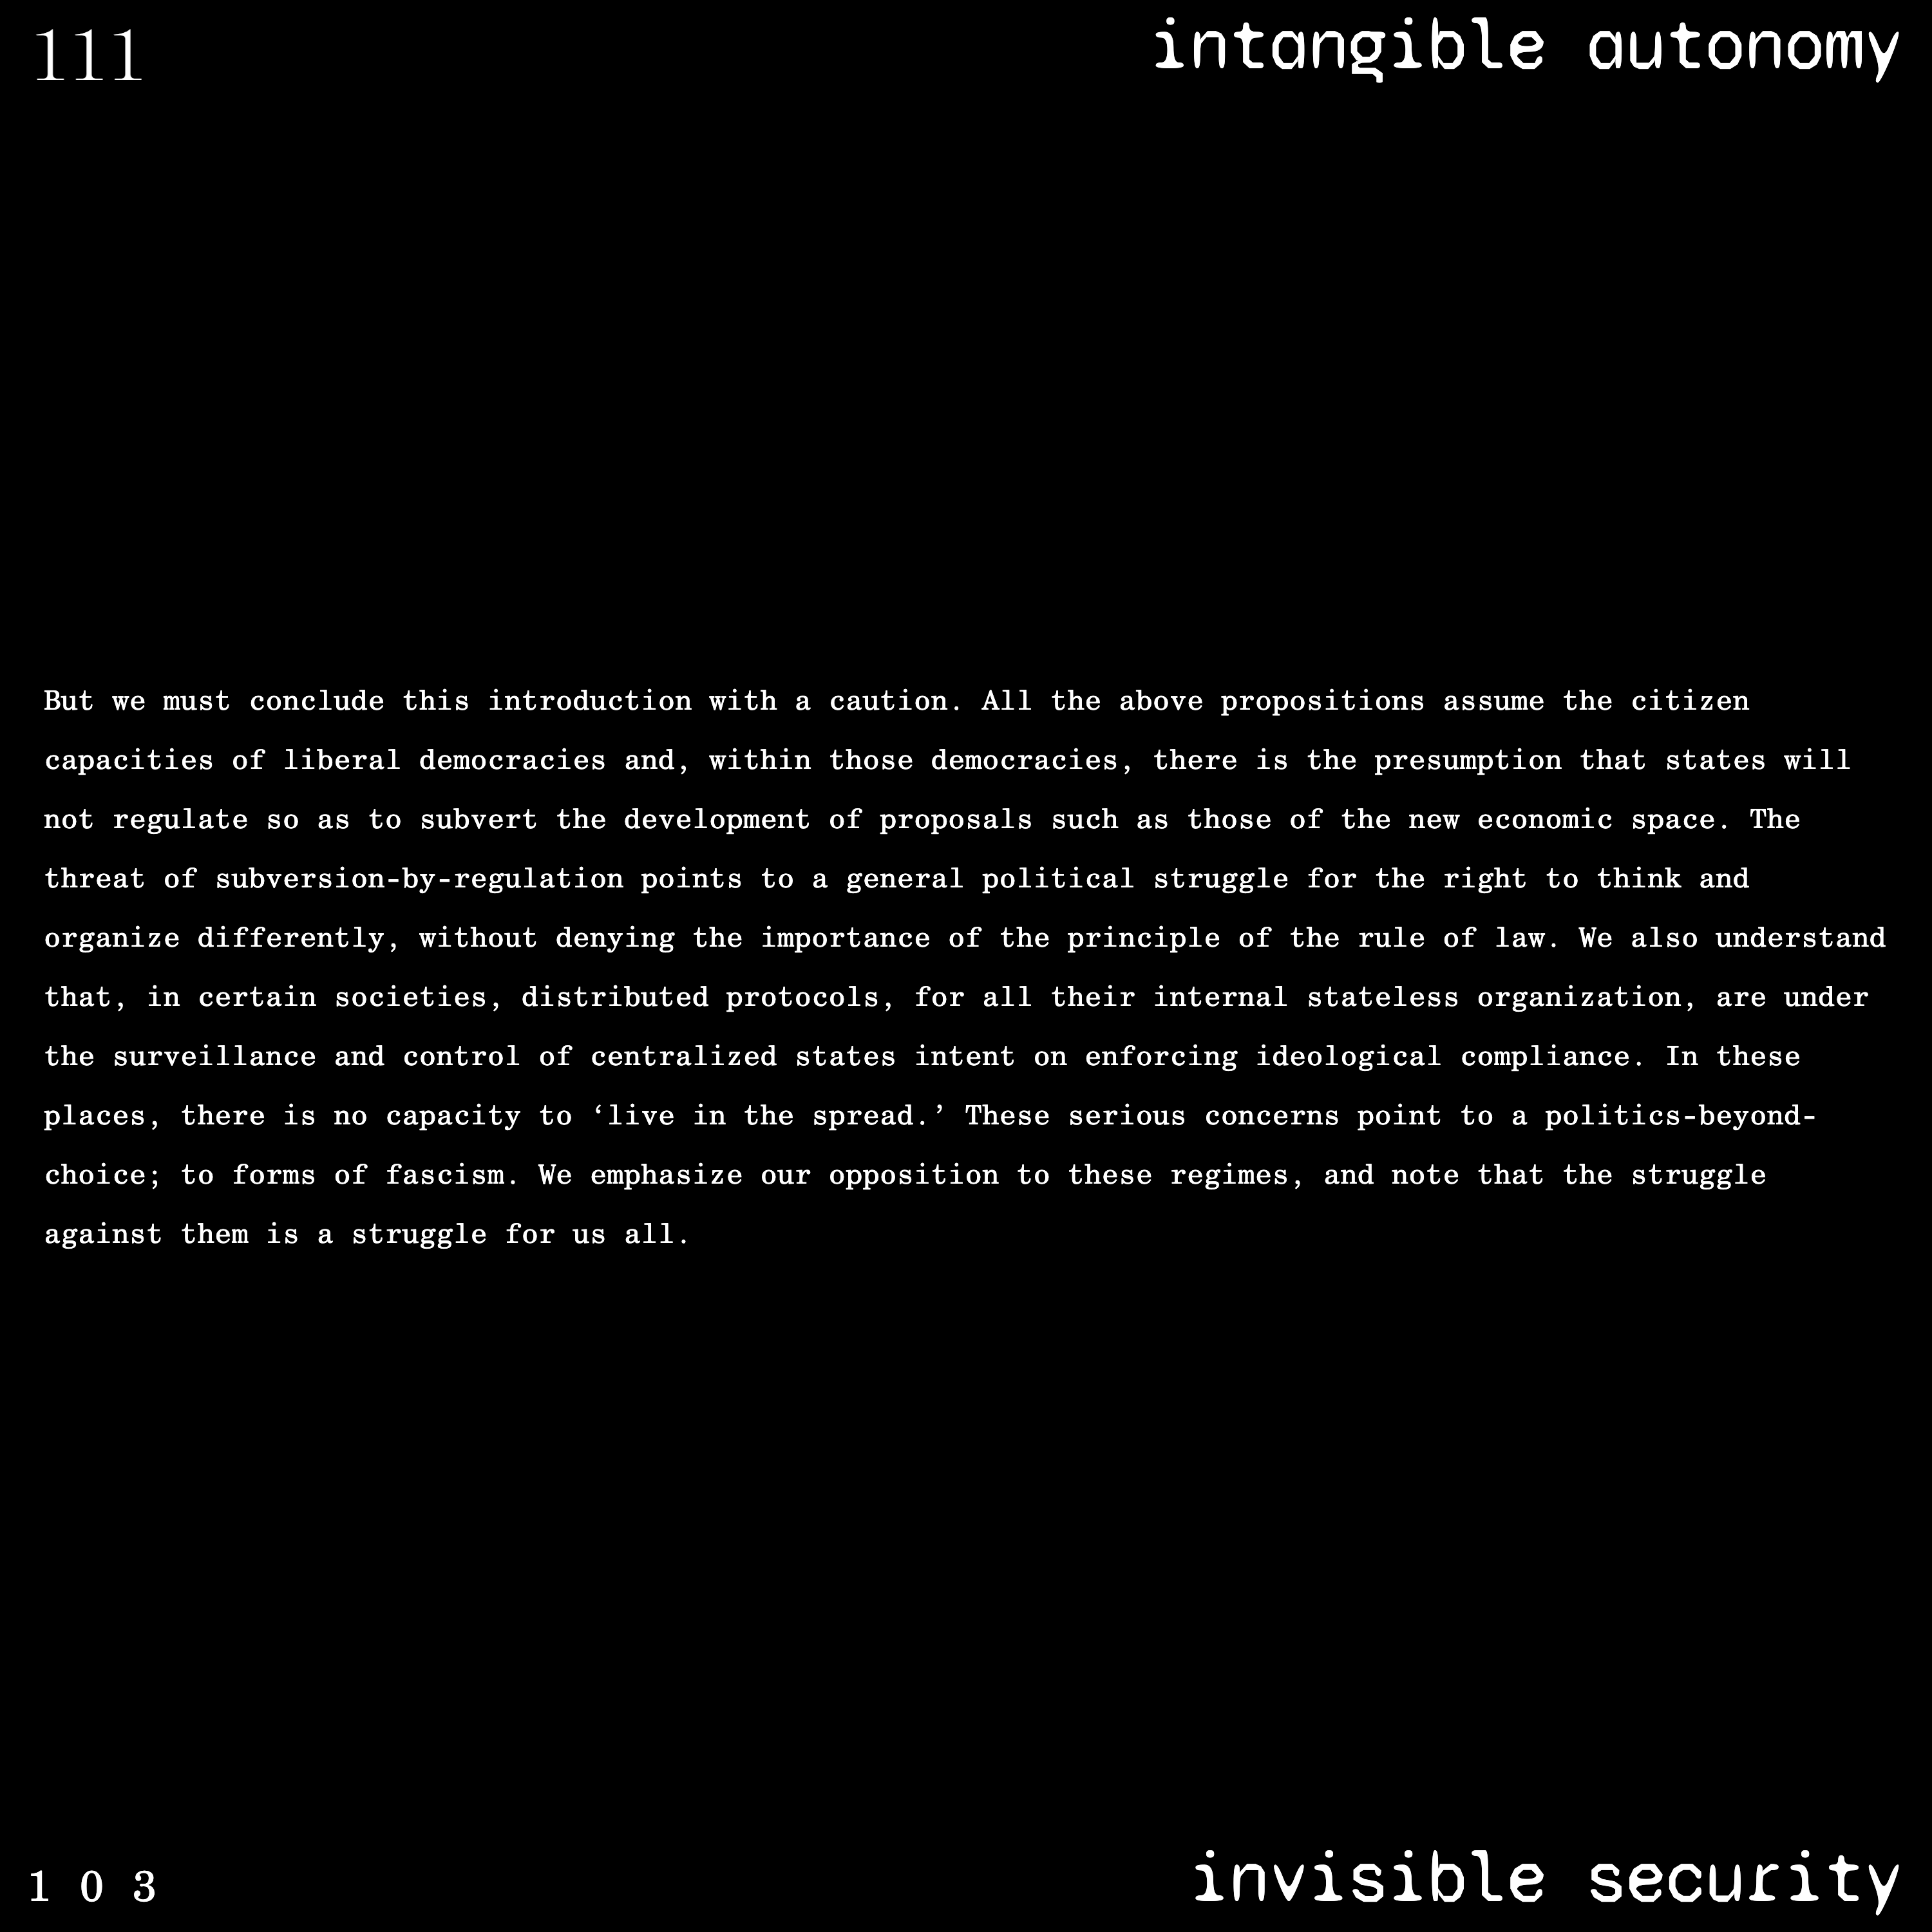 111
intangible autonomy
But we must conclude this introduction with a caution. All the above propositions assume the citizen
capacities of liberal democracies and, within those democracies, there is the presumption that states will
not regulate so as to subvert the development of proposals such as those of the new economic space. The
threat of subversion-by-regulation points to a general political struggle for the right to think and
organize differently, without denying the importance of the principle of the rule of law. We also understand
that, in certain societies, distributed protocols, for all their internal stateless organization, are under
the surveillance and control of centralized states intent on enforcing ideological compliance. In these
places, there is no capacity to ‘live in the spread.’ These serious concerns point to a politics-beyond-
choice; to forms of fascism. We emphasize our opposition to these regimes, and note that the struggle
against them is a struggle for us all.
1 0 3
invisible security